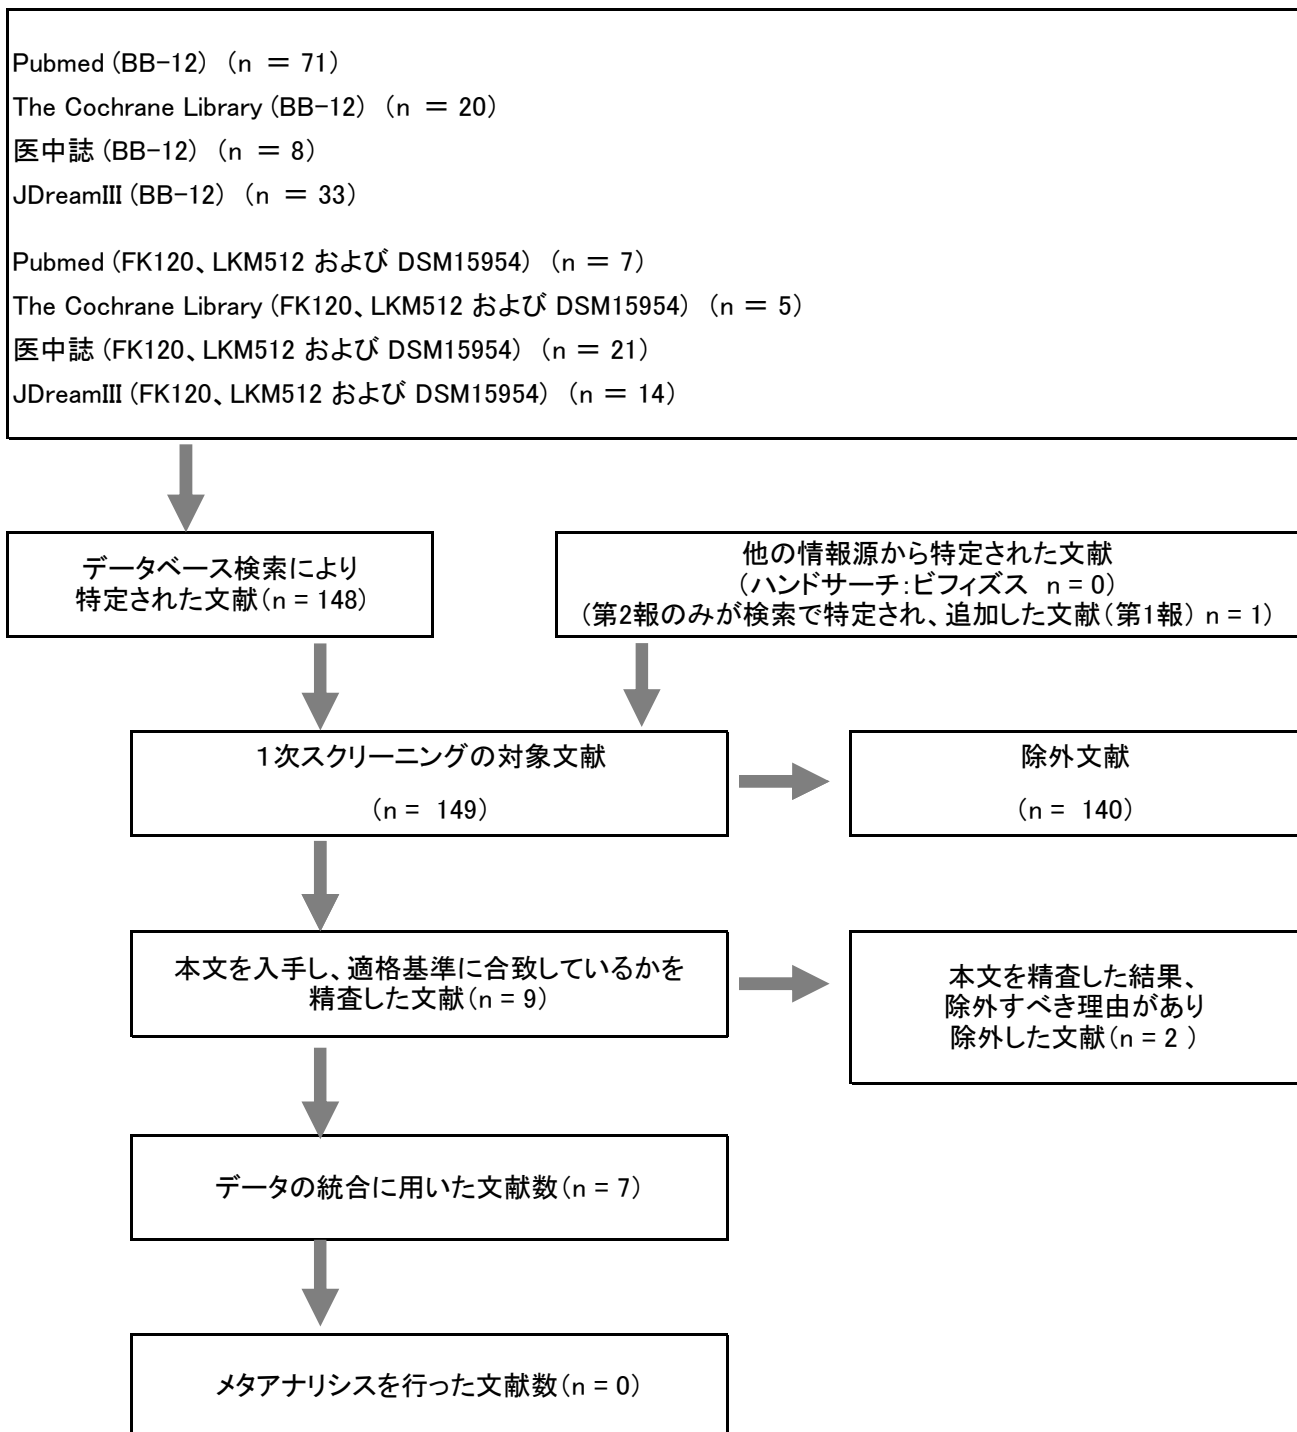 Pubmed (BB-12) (n = 71)
The Cochrane Library (BB-12) (n = 20)
医中誌 (BB-12) (n = 8)
JDreamIII (BB-12) (n = 33)
Pubmed (FK120、LKM512 および DSM15954) (n = 7)
The Cochrane Library (FK120、LKM512 および DSM15954) (n = 5)
医中誌 (FK120、LKM512 および DSM15954) (n = 21)
JDreamIII (FK120、LKM512 および DSM15954) (n = 14)
データベース検索により
特定された文献(n = 148)
他の情報源から特定された文献
(ハンドサーチ:ビフィズス n = 0)
(第2報のみが検索で特定され、追加した文献(第1報) n = 1)
1次スクリーニングの対象文献
(n = 149)
除外文献
(n = 140)
本文を入手し、適格基準に合致しているかを
精査した文献(n = 9)
本文を精査した結果、
除外すべき理由があり
除外した文献(n = 2 )
データの統合に用いた文献数(n = 7)
メタアナリシスを行った文献数(n = 0)